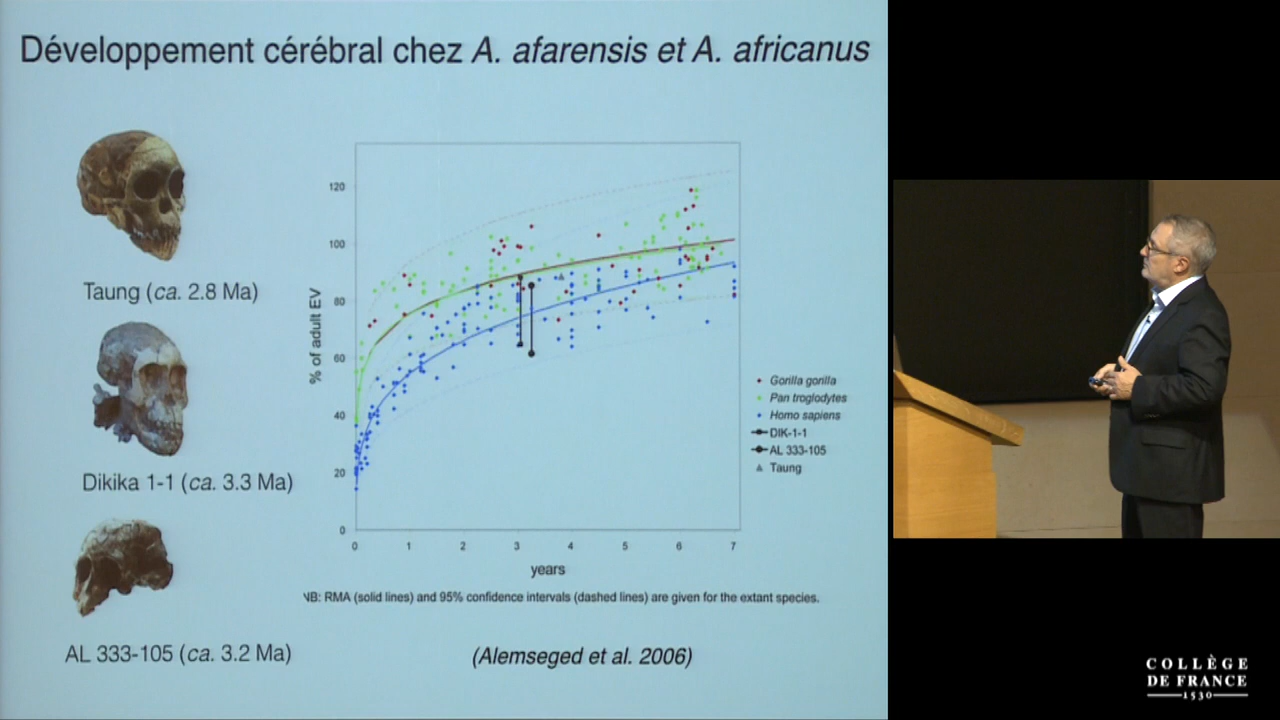 Développement cérébral chez A. afarensis et A. africanus
Taung (ca. 2.8 Ma)
Dikika 1-1 (ca. 3.3 Ma)
AL 333-105 (ca. 3.2 Ma)
% of adult EV
120
100
80
60
40
20
0
0 1 2 3 4 5 6 7
years
Gorilla gorilla
Pan troglodytes
Homo sapiens
DIK-1-1
AL 333-105
Taung
NB: RMA (solid lines) and 95% confidence intervals (dashed lines) are given for the extant species.
(Alemseged et al. 2006)
COLLÈGE
DE FRANCE
1530